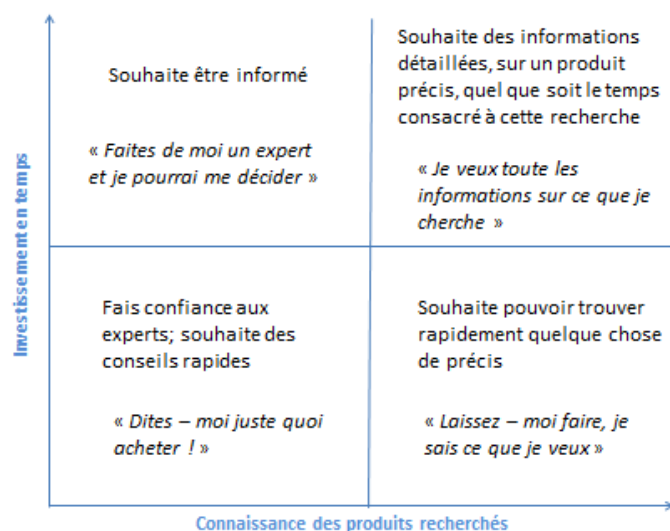 Investissement en temps
Souhaite être informé
« Faites de moi un expert
et je pourrai me décider »
Souhaite des informations
détaillées, sur un produit
précis, quel que soit le temps
consacré à cette recherche
« Je veux toute les
informations sur ce que je
cherche »
Fais confiance aux
experts; souhaite des
conseils rapides
« Dites – moi juste quoi
acheter ! »
Souhaite pouvoir trouver
rapidement quelque chose
de précis
« Laissez – moi faire, je
sais ce que je veux »
Connaissance des produits recherchés